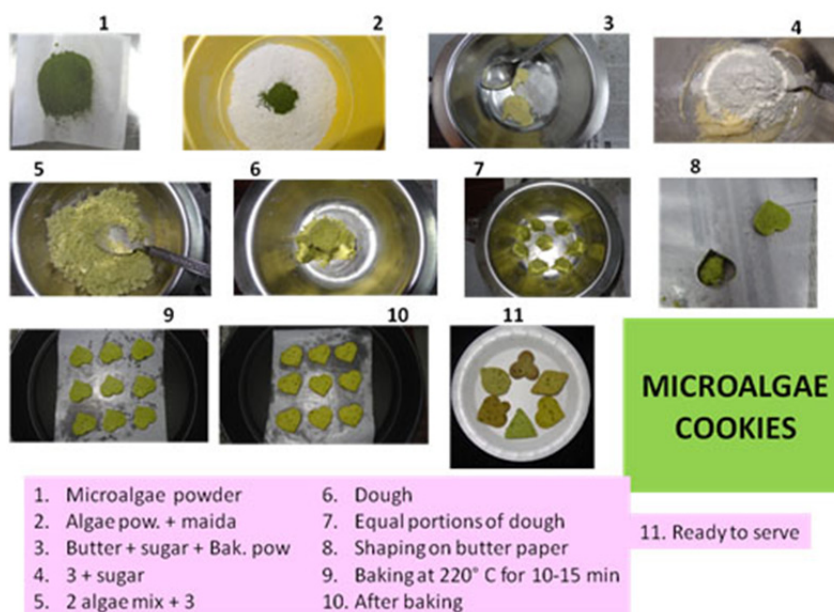 1
2
3
4
5
6
7
8
9
10
11
MICROALGAE
COOKIES
1. Microalgae powder
2. Algae pow. + maida
3. Butter + sugar + Bak. pow
4. 3 + sugar
5. 2 algae mix + 3
6. Dough
7. Equal portions of dough
8. Shaping on butter paper
9. Baking at 220° C for 10-15 min
10. After baking
11. Ready to serve